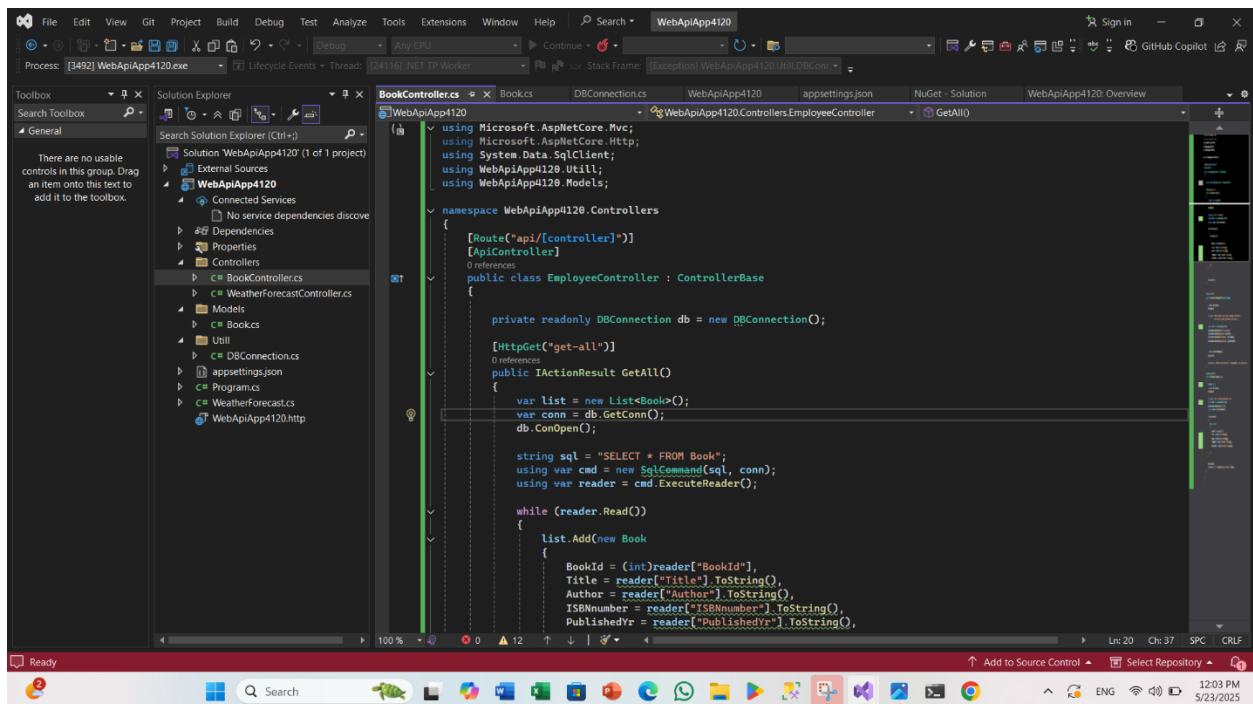 File Edit View Git Project Build Debug Test Analyze Tools Extensions Window Help Search WebApiApp4120 Sign in
Debug Any CPU Continue GitHub Copilot
Process: [3492] WebApiApp4120.exe Lifecycle Events Thread: [24116] .NET TP Worker Stack Frame: [Exception] WebApiApp4120.Utill.DBConr
Toolbox
Search Toolbox
General
There are no usable
controls in this group. Drag
an item onto this text to
add it to the toolbox.
Solution Explorer
Search Solution Explorer (Ctrl+;)
Solution 'WebApiApp4120' (1 of 1 project)
External Sources
WebApiApp4120
Connected Services
No service dependencies discove
Dependencies
Properties
Controllers
C# BookController.cs
C# WeatherForecastController.cs
Models
C# Book.cs
Utill
C# DBConnection.cs
appsettings.json
C# Program.cs
C# WeatherForecast.cs
WebApiApp4120.http
BookController.cs Book.cs DBConnection.cs WebApiApp4120 appsettings.json NuGet - Solution WebApiApp4120: Overview
WebApiApp4120 WebApiApp4120.Controllers.EmployeeController GetAll()
using Microsoft.AspNetCore.Mvc;
using Microsoft.AspNetCore.Http;
using System.Data.SqlClient;
using WebApiApp4120.Utill;
using WebApiApp4120.Models;
namespace WebApiApp4120.Controllers
{
[Route("api/[controller]")]
[ApiController]
0 references
public class EmployeeController : ControllerBase
{
private readonly DBConnection db = new DBConnection();
[HttpGet("get-all")]
0 references
public IActionResult GetAll()
{
var list = new List<Book>();
var conn = db.GetConn();
db.ConOpen();
string sql = "SELECT * FROM Book";
using var cmd = new SqlCommand(sql, conn);
using var reader = cmd.ExecuteReader();
while (reader.Read())
{
list.Add(new Book
{
BookId = (int)reader["BookId"],
Title = reader["Title"].ToString(),
Author = reader["Author"].ToString(),
ISBNnumber = reader["ISBNnumber"].ToString(),
PublishedYr = reader["PublishedYr"].ToString(),
100 % 0 12 Ln: 20 Ch: 37 SPC CRLF
Ready Add to Source Control Select Repository 1
2 Search ENG 12:03 PM
5/23/2025